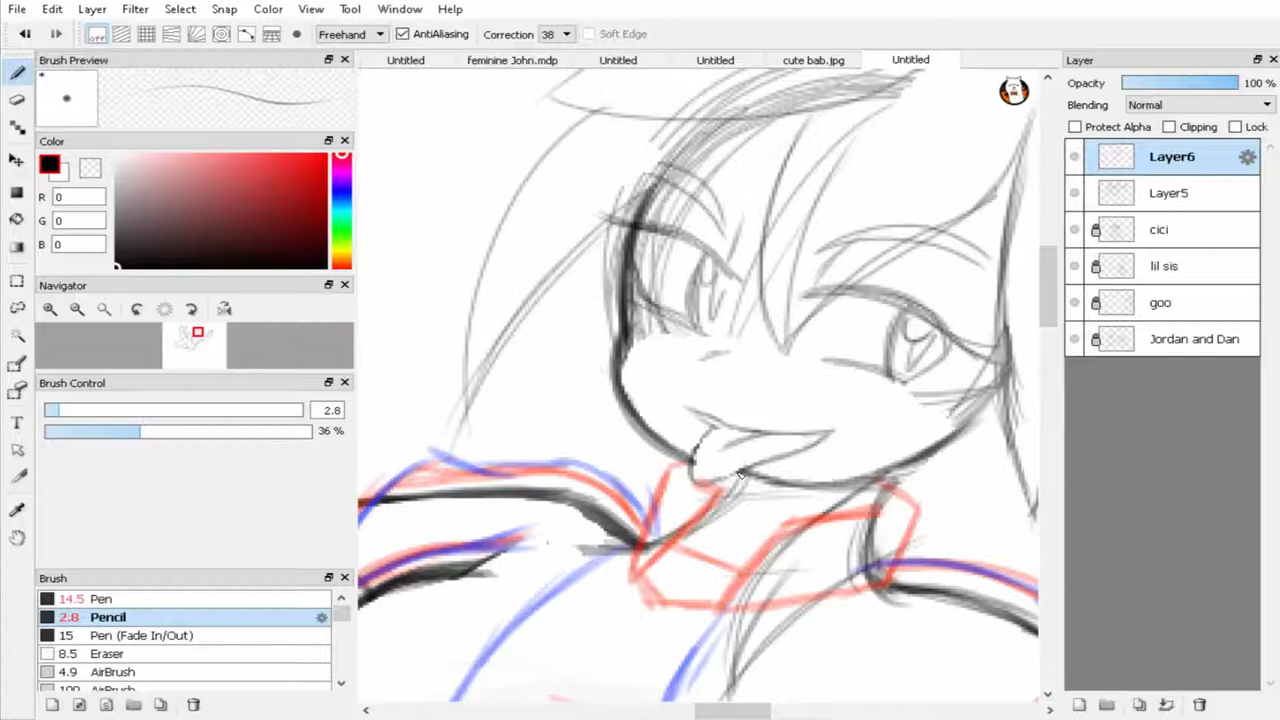 File Edit Layer Filter Select Snap Color View Tool Window Help
off Freehand AntiAliasing Correction 38 Soft Edge
Brush Preview
Untitled feminine John.mdp Untitled Untitled cute bab.jpg Untitled
Layer
Opacity 100 %
Blending Normal
Protect Alpha Clipping Lock
Layer6
Layer5
cici
lil sis
goo
Jordan and Dan
Color
R 0
G 0
B 0
Navigator
Brush Control
2.8
36 %
Brush
14.5 Pen
2.8 Pencil
15 Pen (Fade In/Out)
8.5 Eraser
4.9 AirBrush
100 AirBrush